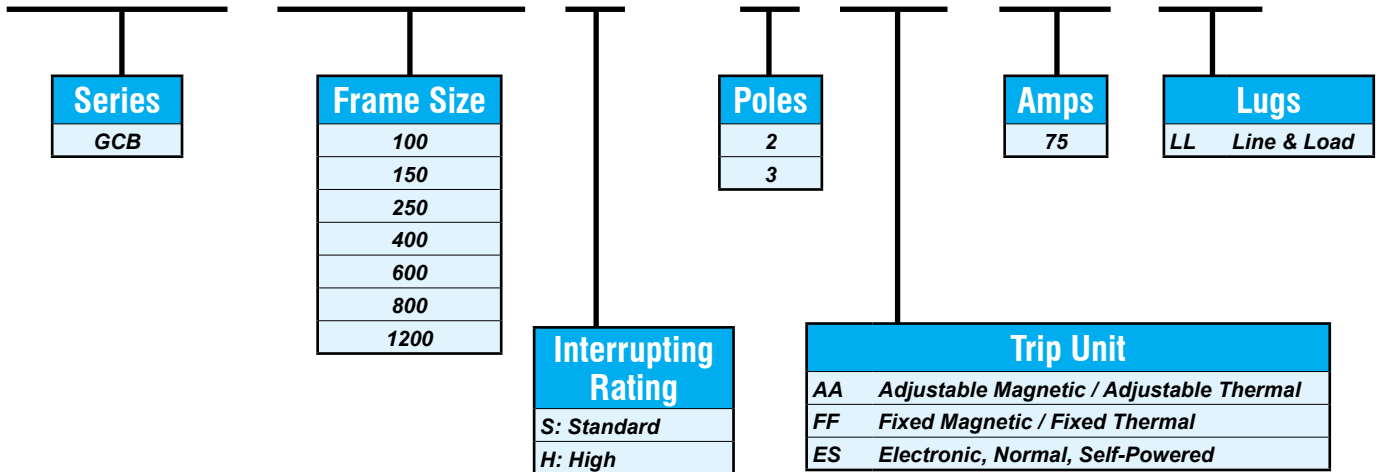 Series
GCB
Frame Size
100
150
250
400
600
800
1200
Interrupting
Rating
S: Standard
H: High
Poles
2
3
Trip Unit
AA Adjustable Magnetic / Adjustable Thermal
FF Fixed Magnetic / Fixed Thermal
ES Electronic, Normal, Self-Powered
Amps
75
Lugs
LL Line & Load